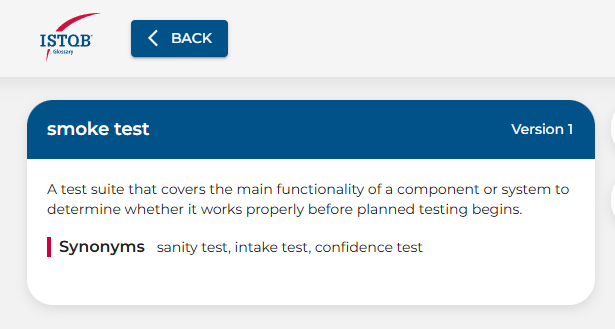 ISTQB
Glossary
BACK
smoke test
Version 1
A test suite that covers the main functionality of a component or system to
determine whether it works properly before planned testing begins.
Synonyms sanity test, intake test, confidence test